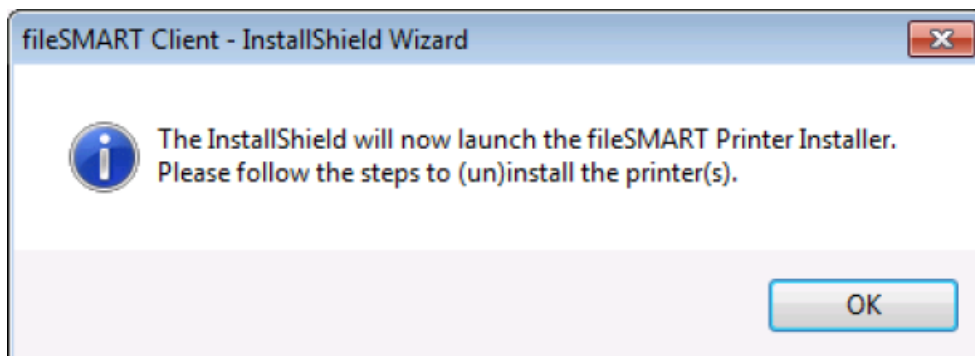 fileSMART Client - InstallShield Wizard
The InstallShield will now launch the fileSMART Printer Installer.
Please follow the steps to (un)install the printer(s).
OK